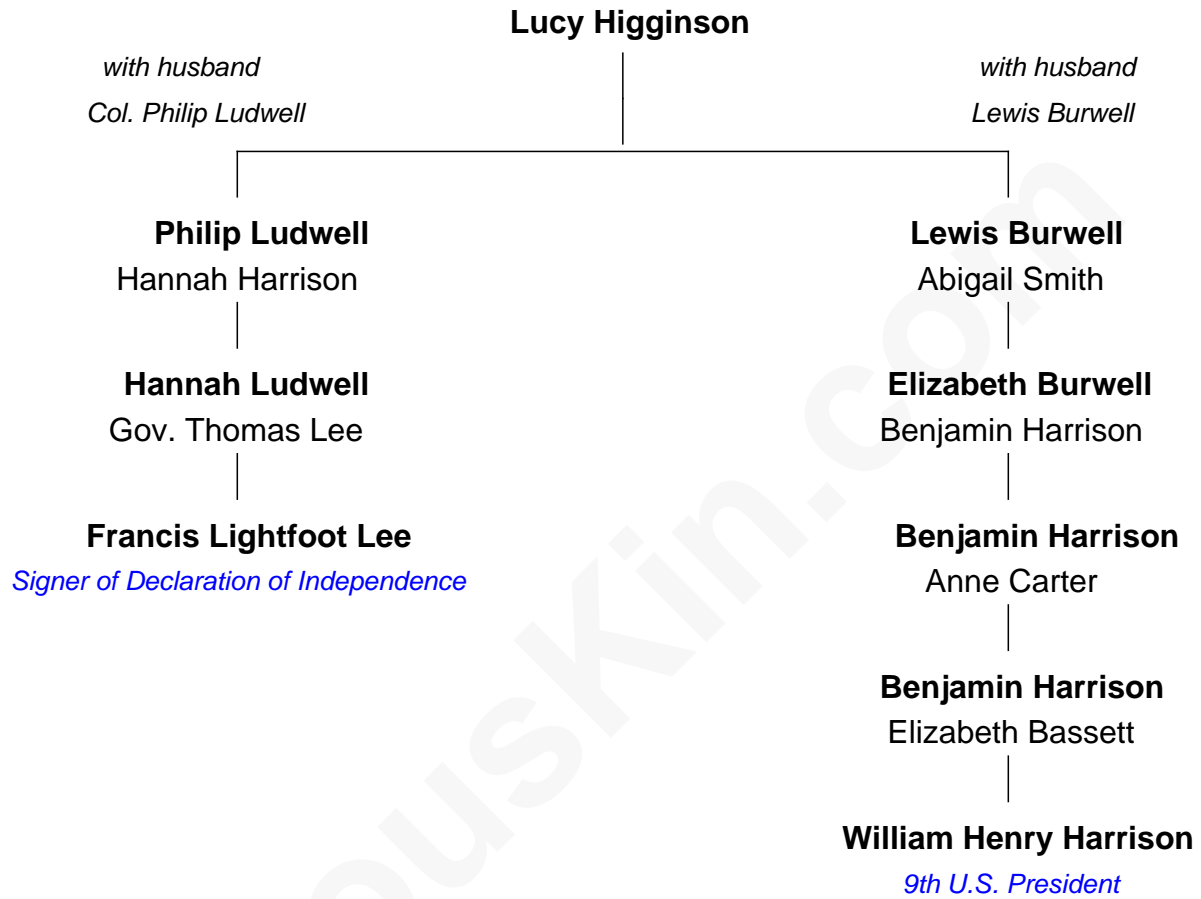 Lucy Higginson
with husband
Col. Philip Ludwell
with husband
Lewis Burwell
Philip Ludwell
Hannah Harrison
Hannah Ludwell
Gov. Thomas Lee
Francis Lightfoot Lee
Signer of Declaration of Independence
Lewis Burwell
Abigail Smith
Elizabeth Burwell
Benjamin Harrison
Benjamin Harrison
Anne Carter
Benjamin Harrison
Elizabeth Bassett
William Henry Harrison
9th U.S. President
ousKin.com